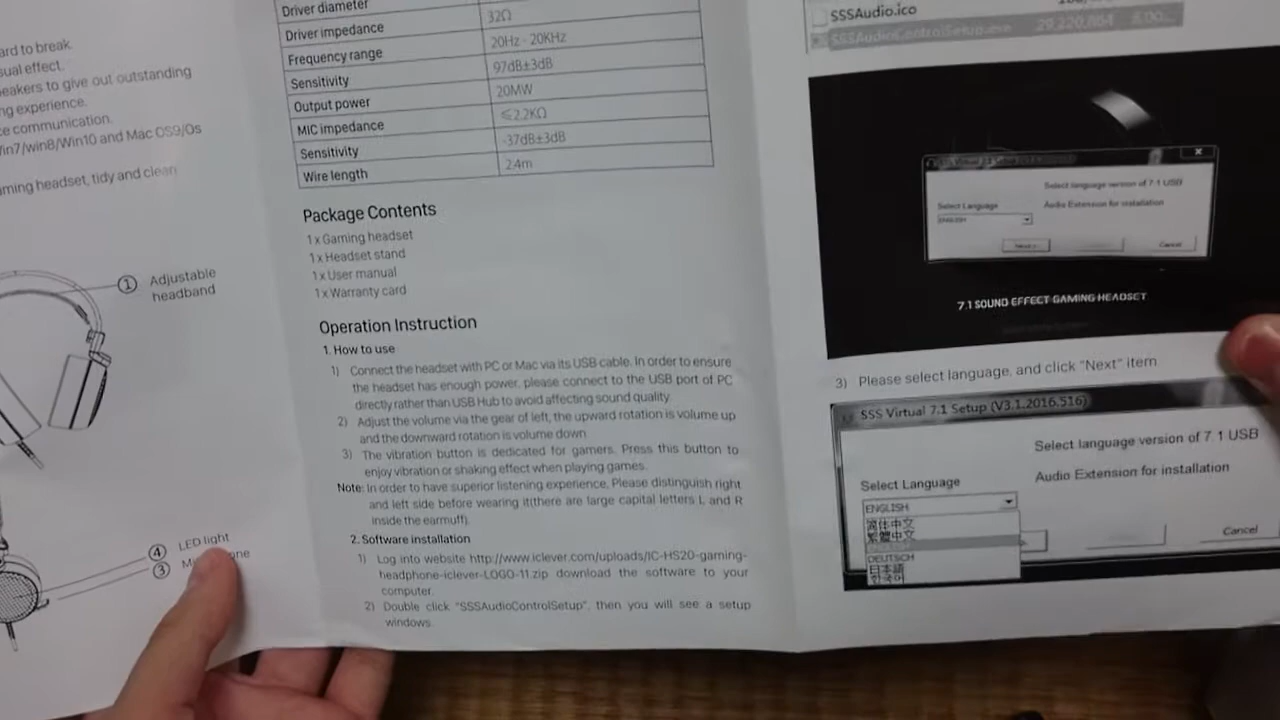 ard to break.
sual effect.
eakers to give out outstanding
ng experience.
ce communication.
in7/win8/Win10 and Mac OS9/Os
aming headset, tidy and clean
① Adjustable
headband
④ LED light
③
Driver diameter
Driver impedance 32Ω
Frequency range 20Hz - 20KHz
Sensitivity 97dB±3dB
Output power 20MW
MIC impedance ≤2.2KΩ
Sensitivity -37dB±3dB
Wire length 2.4m
Package Contents
1 x Gaming headset
1 x Headset stand
1 x User manual
1 x Warranty card
Operation Instruction
1. How to use
1) Connect the headset with PC or Mac via its USB cable. In order to ensure
the headset has enough power, please connect to the USB port of PC
directly rather than USB Hub to avoid affecting sound quality
2) Adjust the volume via the gear of left, the upward rotation is volume up
and the downward rotation is volume down
3) The vibration button is dedicated for gamers. Press this button to
enjoy vibration or shaking effect when playing games.
Note: In order to have superior listening experience, Please distinguish right
and left side before wearing it(there are large capital letters L and R
inside the earmuff).
2. Software installation
1) Log into website http://www.iclever.com/uploads/IC-HS20-gaming-
headphone-iclever-LOGO-11.zip download the software to your
computer.
2) Double click "SSSAudioControlSetup", then you will see a setup
windows.
SSSAudio.ico
SSSAudioControlSetup.exe 29,220,864
Select language version of 7.1 USB
Select Language Audio Extension for installation
ENGLISH
Next > Cancel
7.1 SOUND EFFECT GAMING HEADSET
3) Please select language, and click "Next" item
SSS Virtual 7.1 Setup (V3.1.2016.516)
Select language version of 7.1 USB
Audio Extension for installation
Select Language
ENGLISH
简体中文
繁體中文
DEUTSCH
日本語
한국어
Cancel